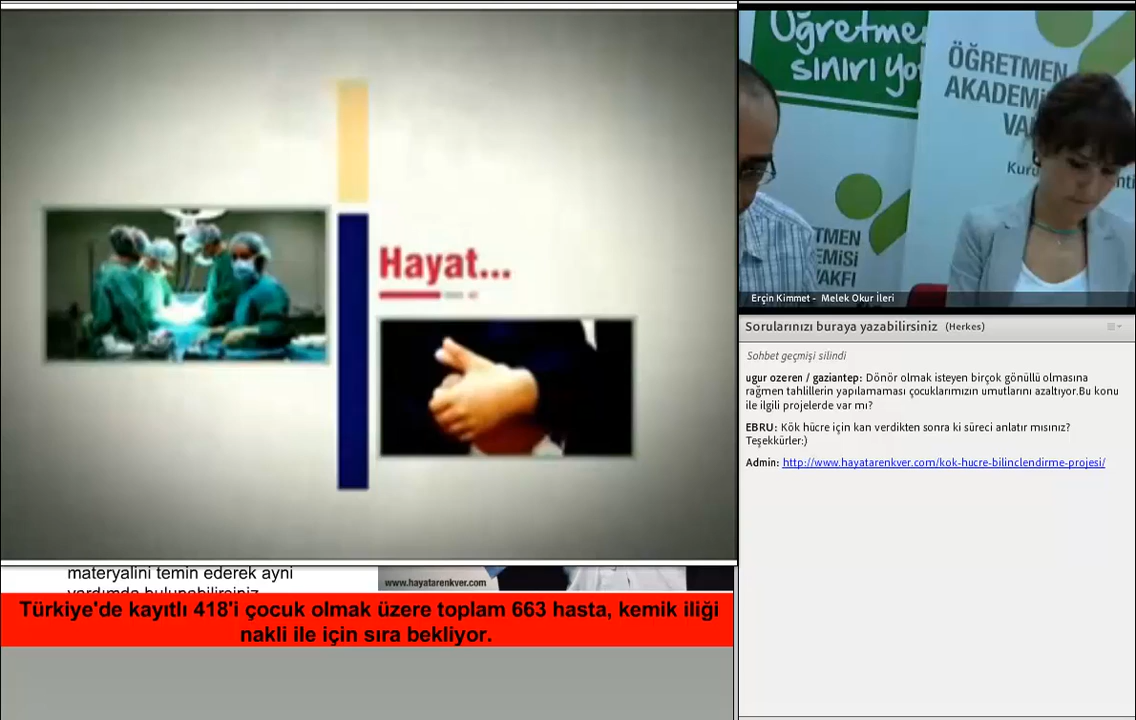 Hayat...
materyalini temin ederek ayni
yardımda bulunabilirsiniz.
www.hayatarenkver.com
Türkiye'de kayıtlı 418'i çocuk olmak üzere toplam 663 hasta, kemik iliği
nakli ile için sıra bekliyor.
Öğretmen
sınırı yo
ÖĞRETMEN
AKADEMİ
VA
Kuru
TMEN
EMİSİ
VAKFI
Erçin Kimmet - Melek Okur İleri
Sorularınızı buraya yazabilirsiniz (Herkes)
Sohbet geçmişi silindi
ugur ozeren / gaziantep: Dönör olmak isteyen birçok gönüllü olmasına
rağmen tahlillerin yapılamaması çocuklarımızın umutlarını azaltıyor.Bu konu
ile ilgili projelerde var mı?
EBRU: Kök hücre için kan verdikten sonra ki süreci anlatır mısınız?
Teşekkürler:)
Admin: http://www.hayatarenkver.com/kok-hucre-bilinclendirme-projesi/